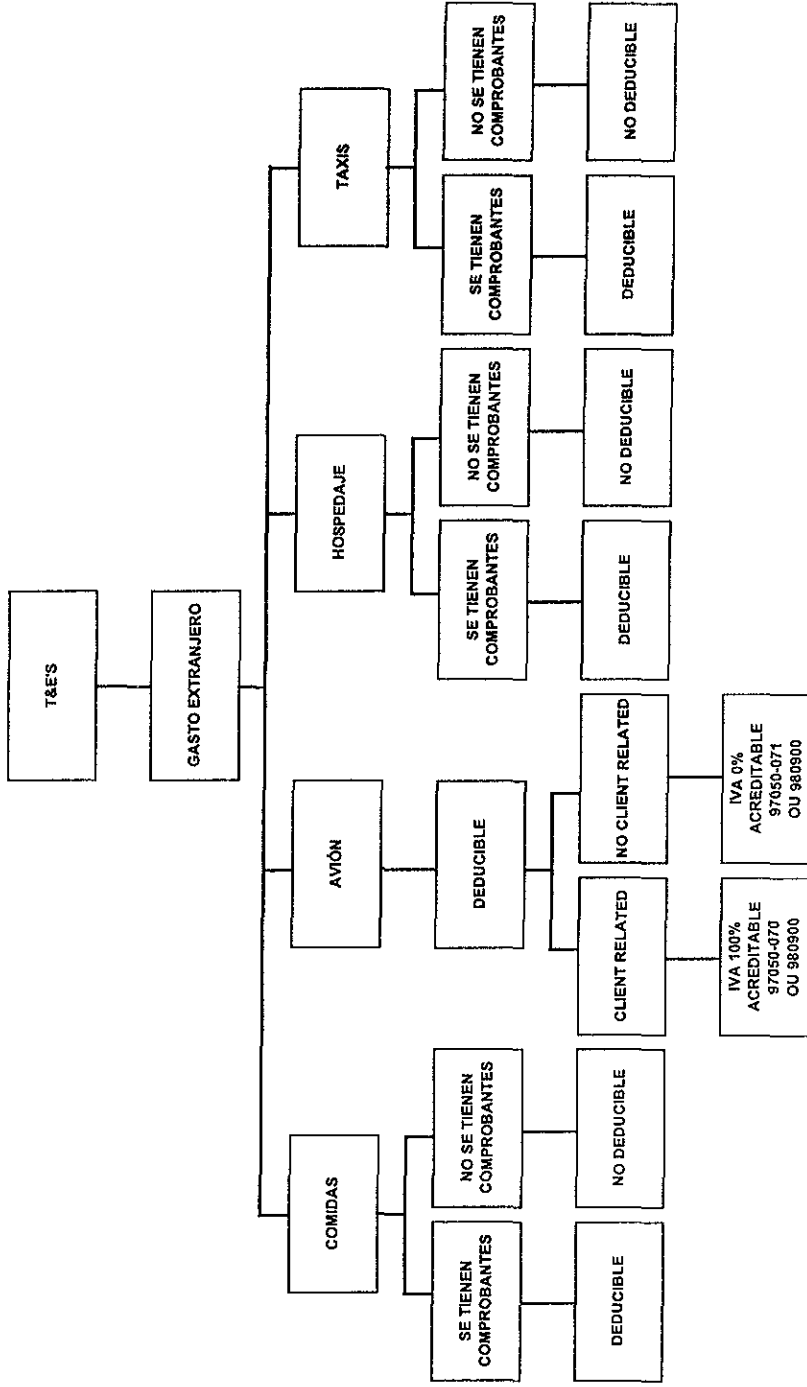 T&E'S
GASTO EXTRANJERO
COMIDAS
AVIÓN
HOSPEDAJE
TAXIS
SE TIENEN
COMPROBANTES
NO SE TIENEN
COMPROBANTES
DEDUCIBLE
SE TIENEN
COMPROBANTES
NO SE TIENEN
COMPROBANTES
SE TIENEN
COMPROBANTES
NO SE TIENEN
COMPROBANTES
DEDUCIBLE
NO DEDUCIBLE
CLIENT RELATED
NO CLIENT RELATED
DEDUCIBLE
NO DEDUCIBLE
DEDUCIBLE
NO DEDUCIBLE
IVA 100%
ACREDITABLE
97050-070
OU 980900
IVA 0%
ACREDITABLE
97050-071
OU 980900